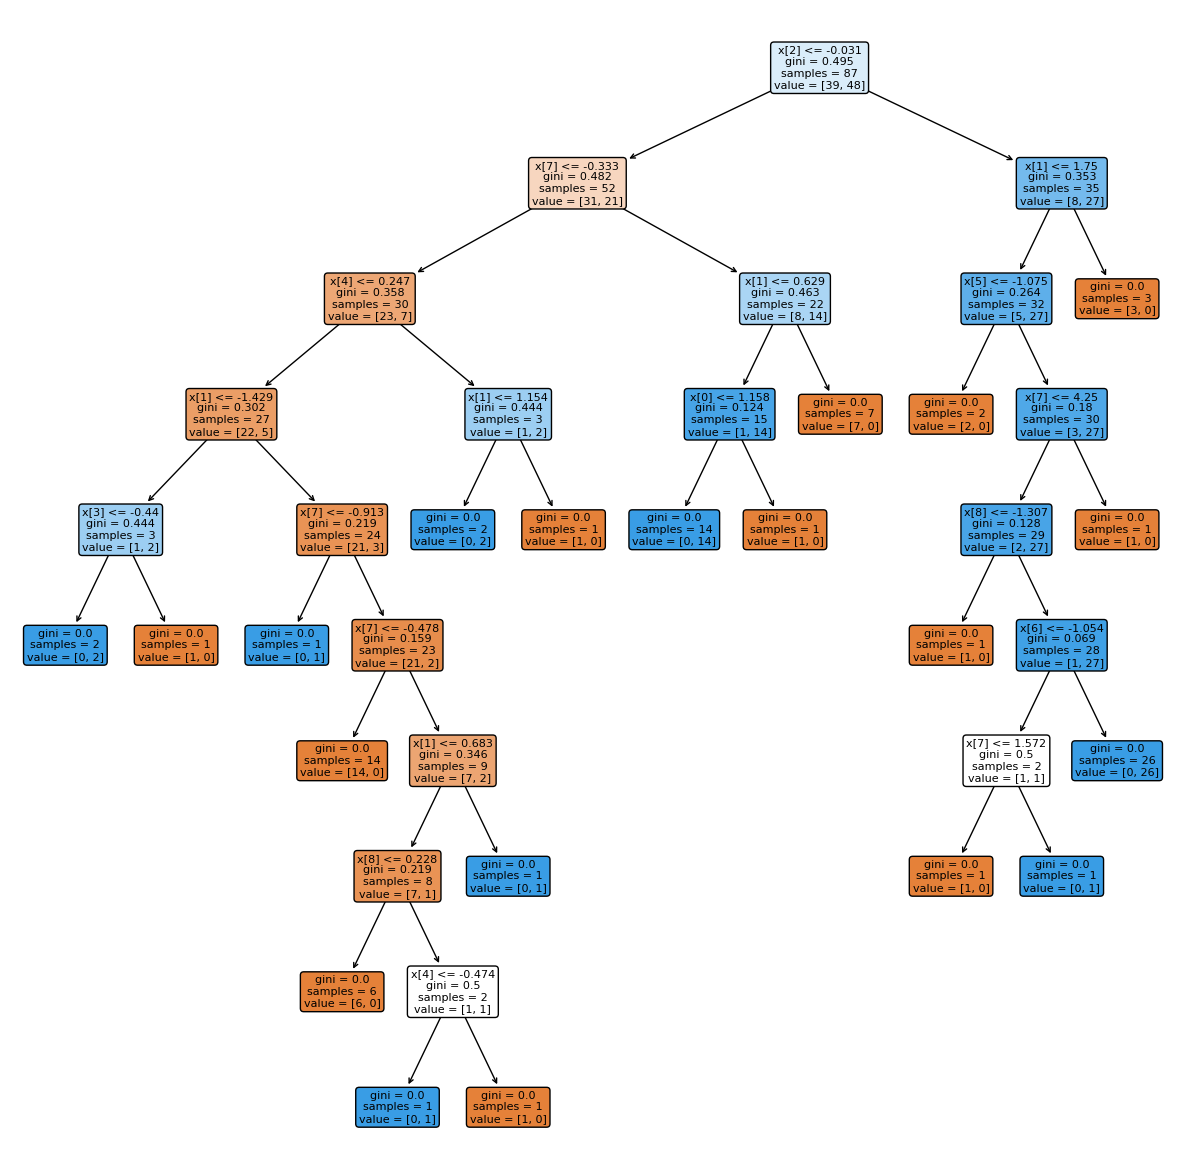 x[2] <= -0.031
gini = 0.495
samples = 87
value = [39, 48]
x[7] <= -0.333
gini = 0.482
samples = 52
value = [31, 21]
x[1] <= 1.75
gini = 0.353
samples = 35
value = [8, 27]
x[4] <= 0.247
gini = 0.358
samples = 30
value = [23, 7]
x[1] <= 0.629
gini = 0.463
samples = 22
value = [8, 14]
x[5] <= -1.075
gini = 0.264
samples = 32
value = [5, 27]
gini = 0.0
samples = 3
value = [3, 0]
x[1] <= -1.429
gini = 0.302
samples = 27
value = [22, 5]
x[1] <= 1.154
gini = 0.444
samples = 3
value = [1, 2]
x[0] <= 1.158
gini = 0.124
samples = 15
value = [1, 14]
gini = 0.0
samples = 7
value = [7, 0]
gini = 0.0
samples = 2
value = [2, 0]
x[7] <= 4.25
gini = 0.18
samples = 30
value = [3, 27]
x[3] <= -0.44
gini = 0.444
samples = 3
value = [1, 2]
x[7] <= -0.913
gini = 0.219
samples = 24
value = [21, 3]
gini = 0.0
samples = 2
value = [0, 2]
gini = 0.0
samples = 1
value = [1, 0]
gini = 0.0
samples = 14
value = [0, 14]
gini = 0.0
samples = 1
value = [1, 0]
x[8] <= -1.307
gini = 0.128
samples = 29
value = [2, 27]
gini = 0.0
samples = 1
value = [1, 0]
gini = 0.0
samples = 2
value = [0, 2]
gini = 0.0
samples = 1
value = [1, 0]
gini = 0.0
samples = 1
value = [0, 1]
x[7] <= -0.478
gini = 0.159
samples = 23
value = [21, 2]
gini = 0.0
samples = 1
value = [1, 0]
x[6] <= -1.054
gini = 0.069
samples = 28
value = [1, 27]
gini = 0.0
samples = 14
value = [14, 0]
x[1] <= 0.683
gini = 0.346
samples = 9
value = [7, 2]
x[7] <= 1.572
gini = 0.5
samples = 2
value = [1, 1]
gini = 0.0
samples = 26
value = [0, 26]
x[8] <= 0.228
gini = 0.219
samples = 8
value = [7, 1]
gini = 0.0
samples = 1
value = [0, 1]
gini = 0.0
samples = 1
value = [1, 0]
gini = 0.0
samples = 1
value = [0, 1]
gini = 0.0
samples = 6
value = [6, 0]
x[4] <= -0.474
gini = 0.5
samples = 2
value = [1, 1]
gini = 0.0
samples = 1
value = [0, 1]
gini = 0.0
samples = 1
value = [1, 0]